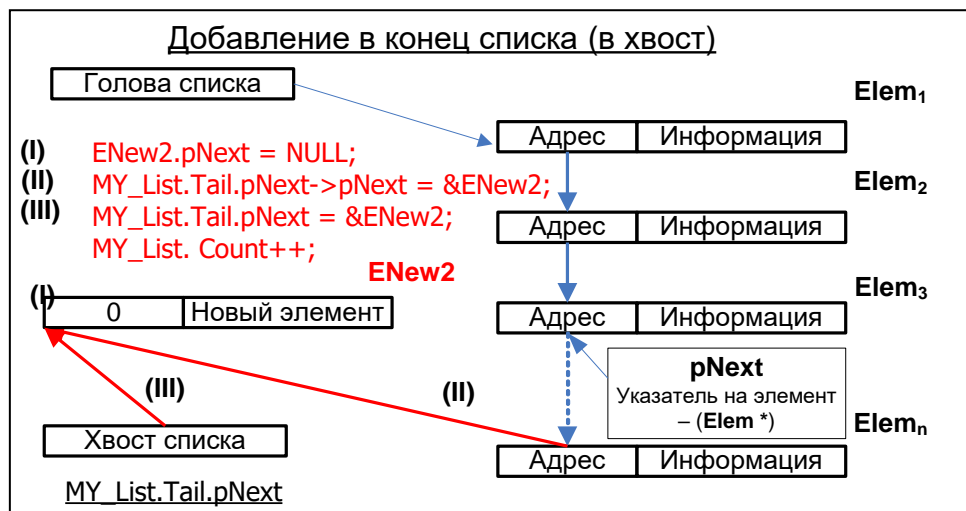 Добавление в конец списка (в хвост)
Голова списка
Elem1
Адрес Информация
(I) ENew2.pNext = NULL;
(II) MY_List.Tail.pNext->pNext = &ENew2;
(III) MY_List.Tail.pNext = &ENew2;
MY_List. Count++;
Elem2
Адрес Информация
ENew2
(I)
0 Новый элемент
Elem3
Адрес Информация
pNext
Указатель на элемент
– (Elem *)
(III)
(II)
Хвост списка
Elemn
Адрес Информация
MY_List.Tail.pNext